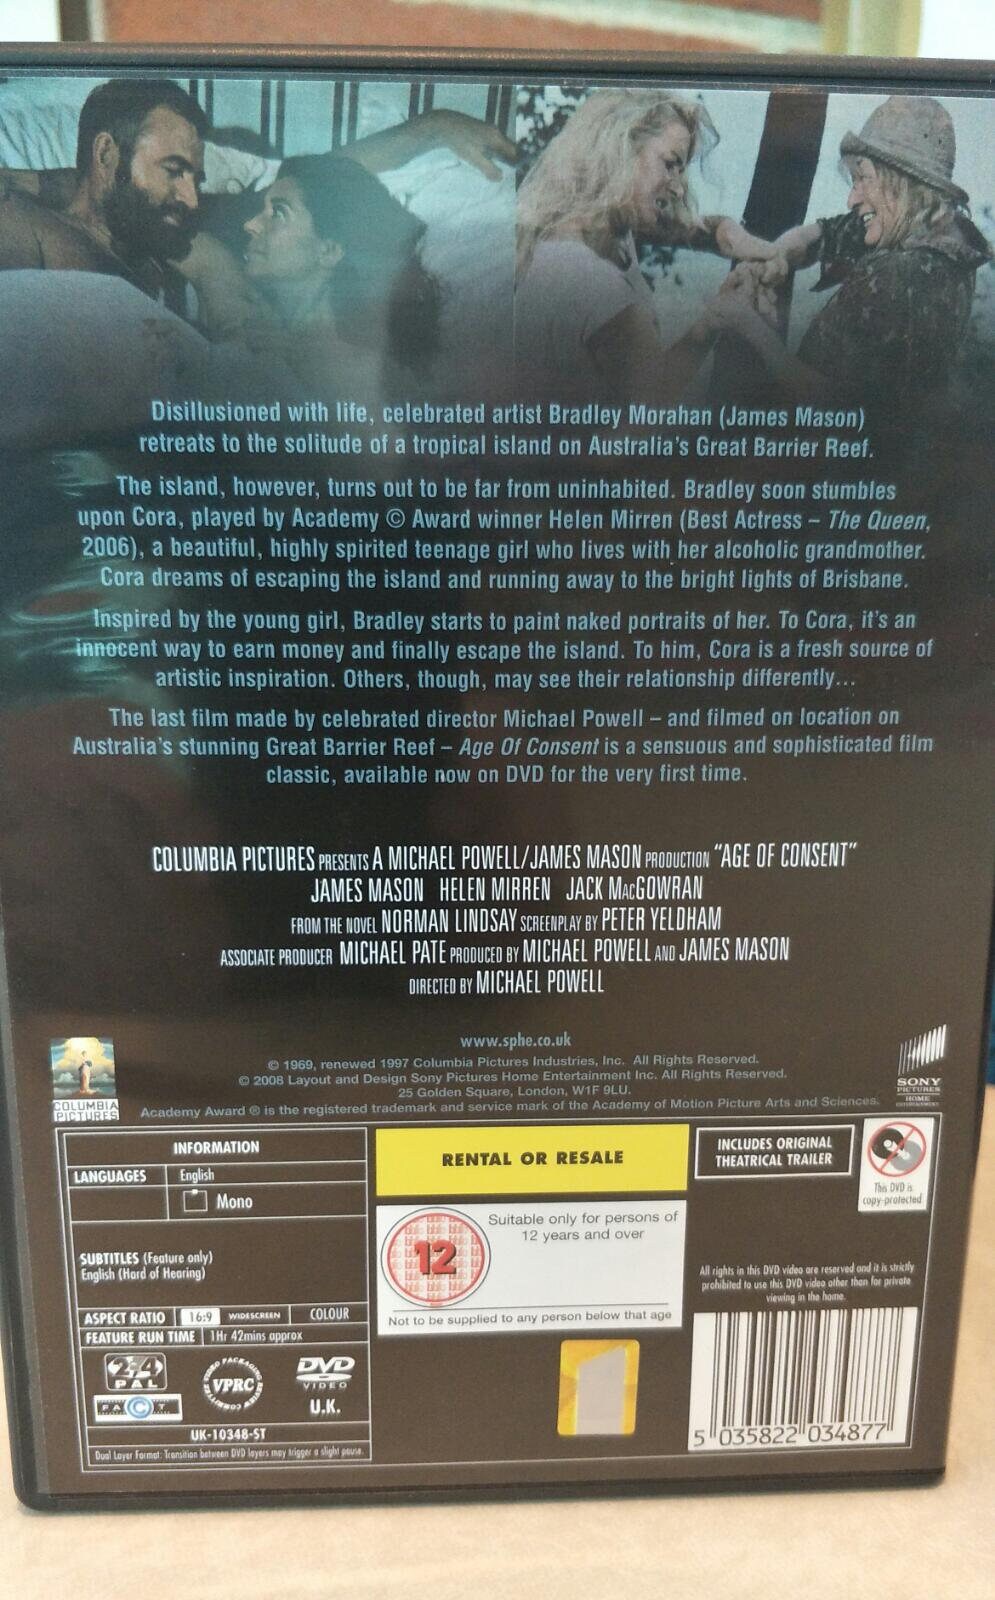 Disillusioned with life, celebrated artist Bradley Morahan (James Mason)
retreats to the solitude of a tropical island on Australia's Great Barrier Reef.
The island, however, turns out to be far from uninhabited. Bradley soon stumbles
upon Cora, played by Academy © Award winner Helen Mirren (Best Actress – The Queen,
2006), a beautiful, highly spirited teenage girl who lives with her alcoholic grandmother.
Cora dreams of escaping the island and running away to the bright lights of Brisbane.
Inspired by the young girl, Bradley starts to paint naked portraits of her. To Cora, it's an
innocent way to earn money and finally escape the island. To him, Cora is a fresh source of
artistic inspiration. Others, though, may see their relationship differently...
The last film made by celebrated director Michael Powell – and filmed on location on
Australia's stunning Great Barrier Reef – Age Of Consent is a sensuous and sophisticated film
classic, available now on DVD for the very first time.
COLUMBIA PICTURES PRESENTS A MICHAEL POWELL/JAMES MASON PRODUCTION "AGE OF CONSENT"
JAMES MASON HELEN MIRREN JACK MacGOWRAN
FROM THE NOVEL NORMAN LINDSAY SCREENPLAY BY PETER YELDHAM
ASSOCIATE PRODUCER MICHAEL PATE PRODUCED BY MICHAEL POWELL AND JAMES MASON
DIRECTED BY MICHAEL POWELL
www.sphe.co.uk
© 1969, renewed 1997 Columbia Pictures Industries, Inc. All Rights Reserved.
© 2008 Layout and Design Sony Pictures Home Entertainment Inc. All Rights Reserved.
25 Golden Square, London, W1F 9LU.
Academy Award ® is the registered trademark and service mark of the Academy of Motion Picture Arts and Sciences.
COLUMBIA
PICTURES
SONY
PICTURES
HOME
ENTERTAINMENT
INFORMATION
LANGUAGES English
Mono
SUBTITLES (Feature only)
English (Hard of Hearing)
ASPECT RATIO 16:9 WIDESCREEN COLOUR
FEATURE RUN TIME 1Hr 42mins approx
2 4
PAL
FACT
VIDEO PACKAGING REVIEW COMMITTEE
VPRC
DVD
VIDEO
U.K.
UK-10348-ST
Dual Layer Format: Transition between DVD layers may trigger a slight pause.
RENTAL OR RESALE
12
Suitable only for persons of
12 years and over
Not to be supplied to any person below that age
1
INCLUDES ORIGINAL
THEATRICAL TRAILER
This DVD is
copy-protected
All rights in this DVD video are reserved and it is strictly
prohibited to use this DVD video other than for private
viewing in the home.
5 035822 034877